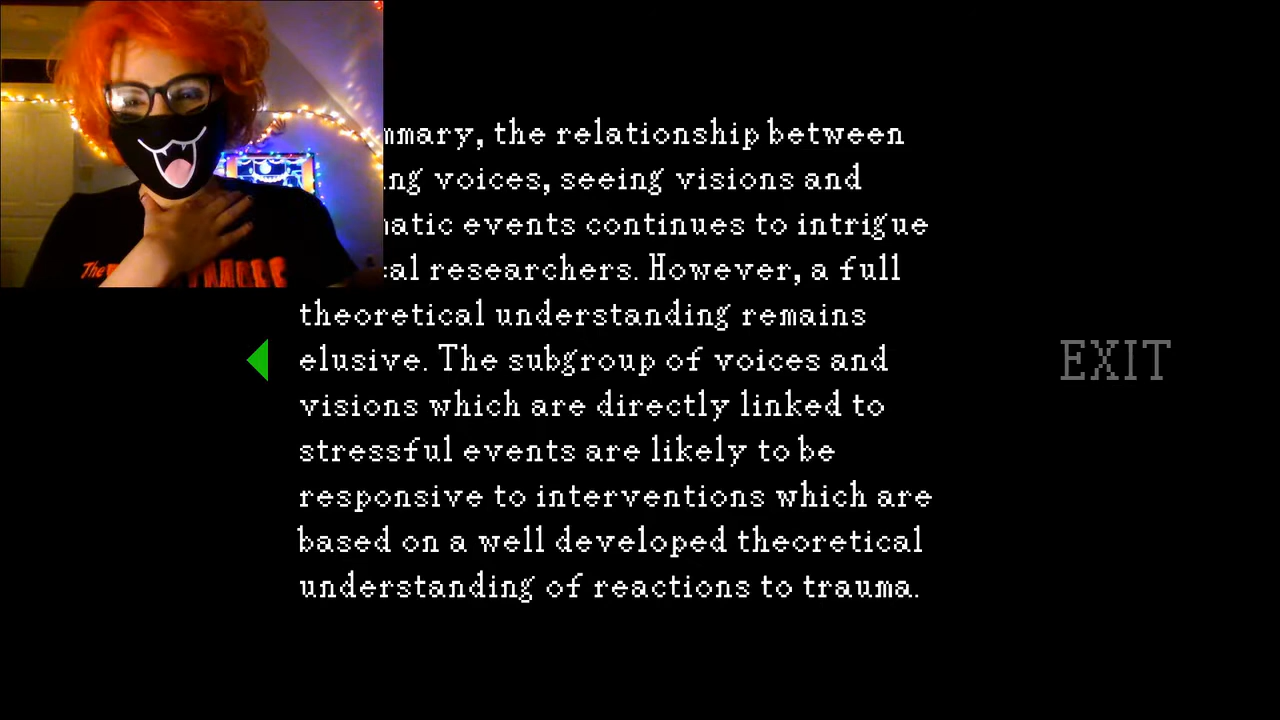 mmary, the relationship between
ng voices, seeing visions and
atic events continues to intrigue
cal researchers. However, a full
theoretical understanding remains
elusive. The subgroup of voices and
visions which are directly linked to
stressful events are likely to be
responsive to interventions which are
based on a well developed theoretical
understanding of reactions to trauma.
EXIT
The